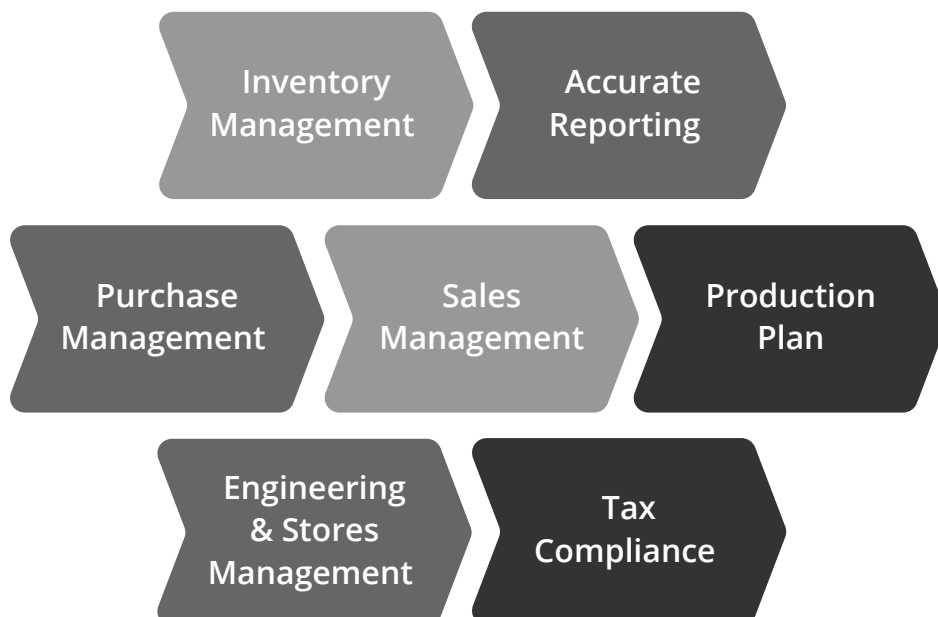 Inventory
Management
Accurate
Reporting
Purchase
Management
Sales
Management
Production
Plan
Engineering
& Stores
Management
Tax
Compliance